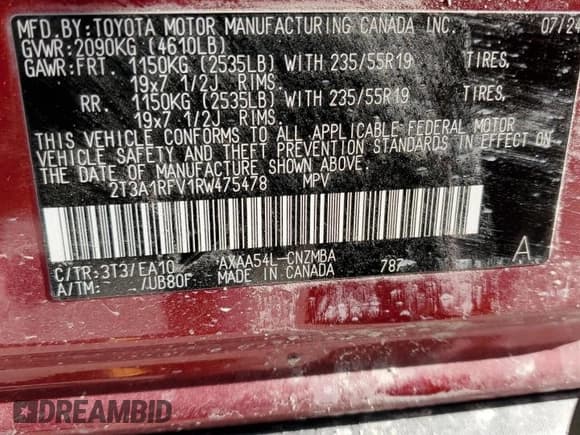 MFD. BY:TOYOTA MOTOR MANUFACTURING CANADA INC. 07/24
GVWR:2090KG (4610LB)
GAWR:FRT. 1150KG (2535LB) WITH 235/55R19 TIRES,
19x7 1/2J RIMS.
RR. 1150KG (2535LB) WITH 235/55R19 TIRES,
19x7 1/2J RIMS.
THIS VEHICLE CONFORMS TO ALL APPLICABLE FEDERAL MOTOR
VEHICLE SAFETY AND THEFT PREVENTION STANDARDS IN EFFECT ON
THE DATE OF MANUFACTURE SHOWN ABOVE.
2T3A1RFV1RW475478 MPV
C/TR:3T3/EA10 AXAA54L-CNZMBA A
A/TM: /UB80F MADE IN CANADA 787
DREAMBID